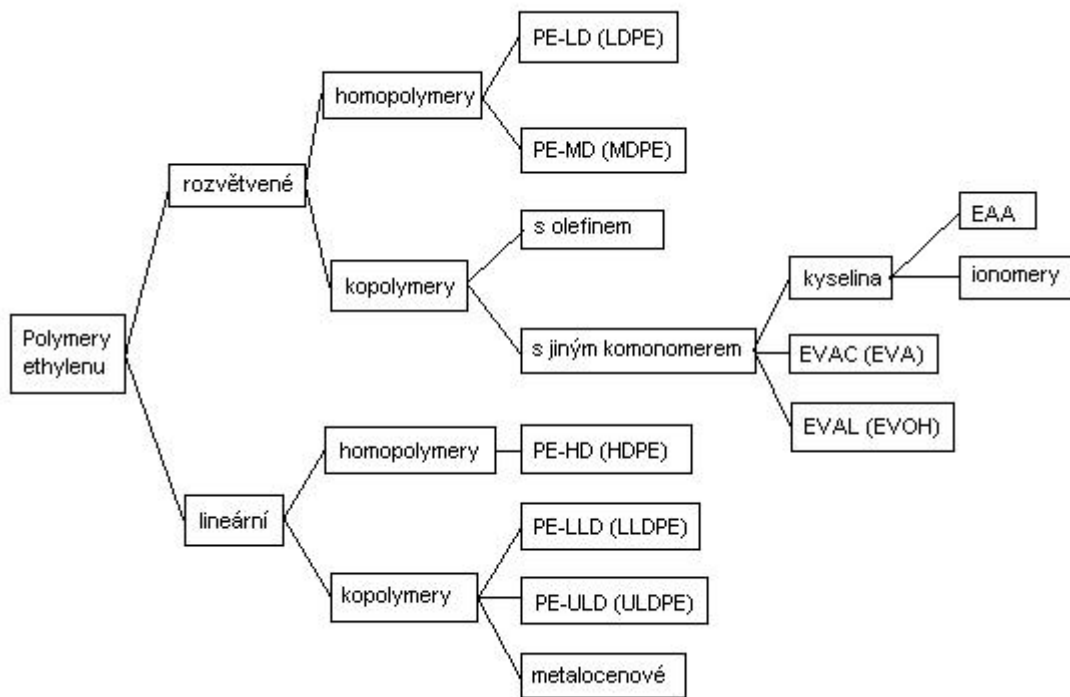 Polymery
ethylenu
rozvětvené
homopolymery
PE-LD (LDPE)
PE-MD (MDPE)
kopolymery
s olefinem
s jiným komonomerem
kyselina
EAA
ionomery
EVAC (EVA)
EVAL (EVOH)
lineární
homopolymery
PE-HD (HDPE)
kopolymery
PE-LLD (LLDPE)
PE-ULD (ULDPE)
metalocenové